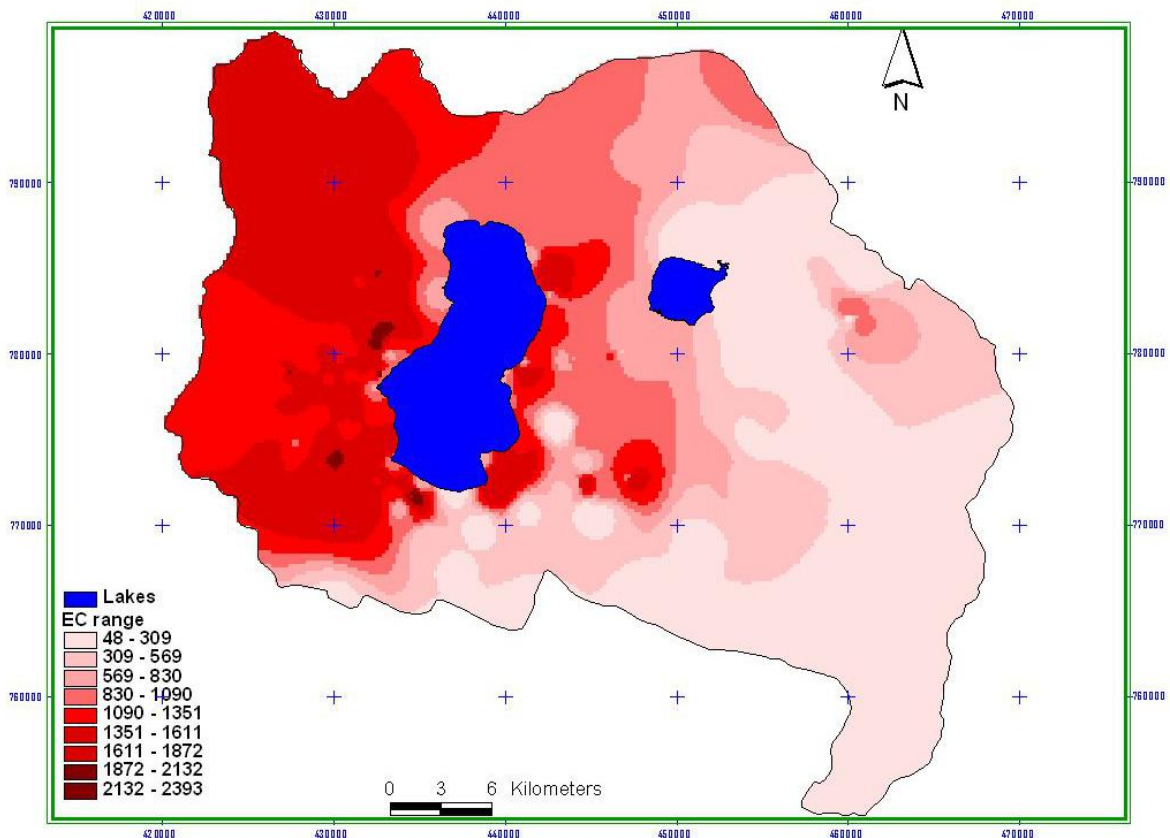 420000 430000 440000 450000 460000 470000
N
790000 790000
780000 780000
770000 770000
Lakes
EC range
48 - 309
309 - 569
569 - 830
830 - 1090
1090 - 1351
1351 - 1611
1611 - 1872
1872 - 2132
2132 - 2393
760000 760000
0 3 6 Kilometers
420000 430000 440000 450000 460000 470000